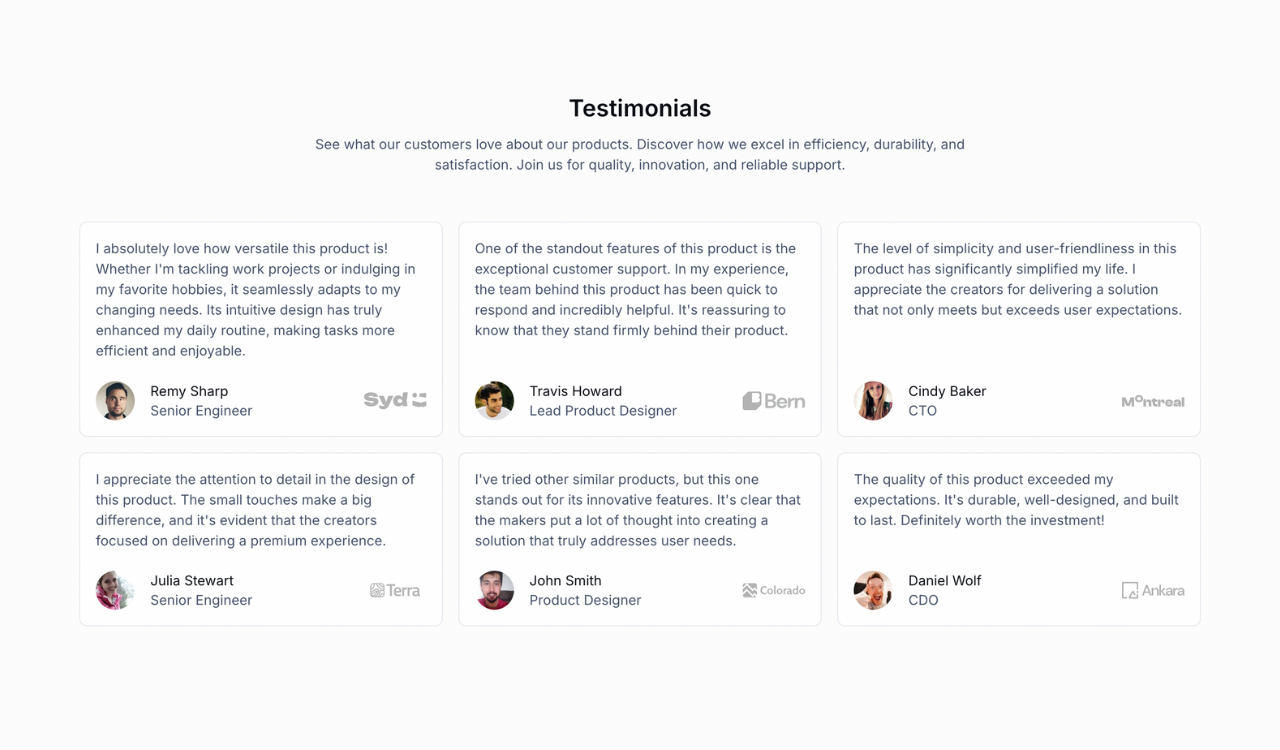 Testimonials
See what our customers love about our products. Discover how we excel in efficiency, durability, and
satisfaction. Join us for quality, innovation, and reliable support.
I absolutely love how versatile this product is!
Whether I'm tackling work projects or indulging in
my favorite hobbies, it seamlessly adapts to my
changing needs. Its intuitive design has truly
enhanced my daily routine, making tasks more
efficient and enjoyable.
Remy Sharp
Senior Engineer
Syd
One of the standout features of this product is the
exceptional customer support. In my experience,
the team behind this product has been quick to
respond and incredibly helpful. It's reassuring to
know that they stand firmly behind their product.
Travis Howard
Lead Product Designer
Bern
The level of simplicity and user-friendliness in this
product has significantly simplified my life. I
appreciate the creators for delivering a solution
that not only meets but exceeds user expectations.
Cindy Baker
CTO
Montreal
I appreciate the attention to detail in the design of
this product. The small touches make a big
difference, and it's evident that the creators
focused on delivering a premium experience.
Julia Stewart
Senior Engineer
Terra
I've tried other similar products, but this one
stands out for its innovative features. It's clear that
the makers put a lot of thought into creating a
solution that truly addresses user needs.
John Smith
Product Designer
Colorado
The quality of this product exceeded my
expectations. It's durable, well-designed, and built
to last. Definitely worth the investment!
Daniel Wolf
CDO
Ankara